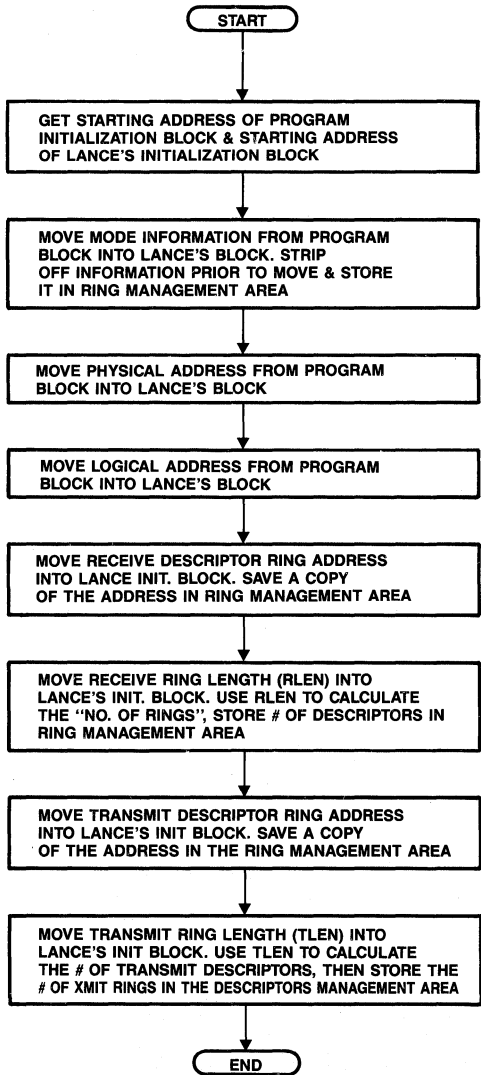 START
GET STARTING ADDRESS OF PROGRAM
INITIALIZATION BLOCK & STARTING ADDRESS
OF LANCE'S INITIALIZATION BLOCK
MOVE MODE INFORMATION FROM PROGRAM
BLOCK INTO LANCE'S BLOCK. STRIP
OFF INFORMATION PRIOR TO MOVE & STORE
IT IN RING MANAGEMENT AREA
MOVE PHYSICAL ADDRESS FROM PROGRAM
BLOCK INTO LANCE'S BLOCK
MOVE LOGICAL ADDRESS FROM PROGRAM
BLOCK INTO LANCE'S BLOCK
MOVE RECEIVE DESCRIPTOR RING ADDRESS
INTO LANCE INIT. BLOCK. SAVE A COPY
OF THE ADDRESS IN RING MANAGEMENT AREA
MOVE RECEIVE RING LENGTH (RLEN) INTO
LANCE'S INIT. BLOCK. USE RLEN TO CALCULATE
THE "NO. OF RINGS", STORE # OF DESCRIPTORS IN
RING MANAGEMENT AREA
MOVE TRANSMIT DESCRIPTOR RING ADDRESS
INTO LANCE'S INIT BLOCK. SAVE A COPY
OF THE ADDRESS IN THE RING MANAGEMENT AREA
MOVE TRANSMIT RING LENGTH (TLEN) INTO
LANCE'S INIT BLOCK. USE TLEN TO CALCULATE
THE # OF TRANSMIT DESCRIPTORS, THEN STORE THE
# OF XMIT RINGS IN THE DESCRIPTORS MANAGEMENT AREA
END